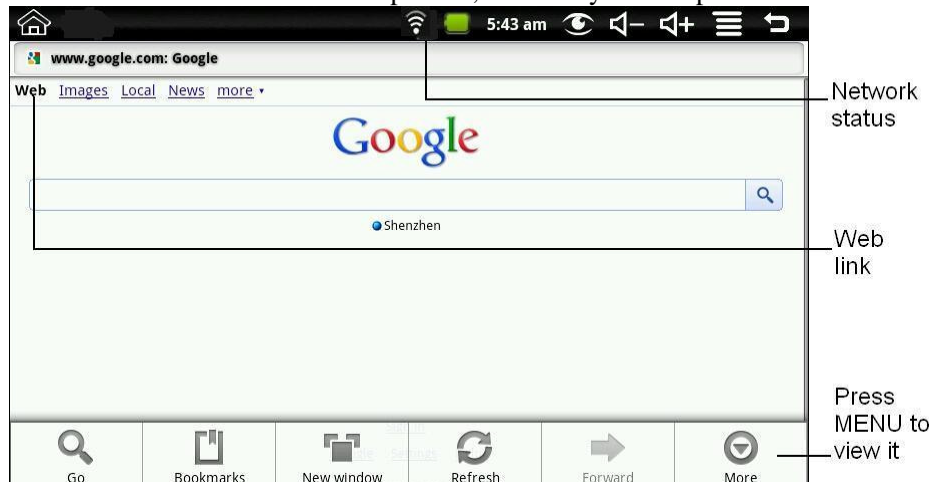 5:43 am
www.google.com: Google
Web Images Local News more
Network
status
Google
Shenzhen
Web
link
Press
MENU to
view it
Go Bookmarks New window Refresh Forward More